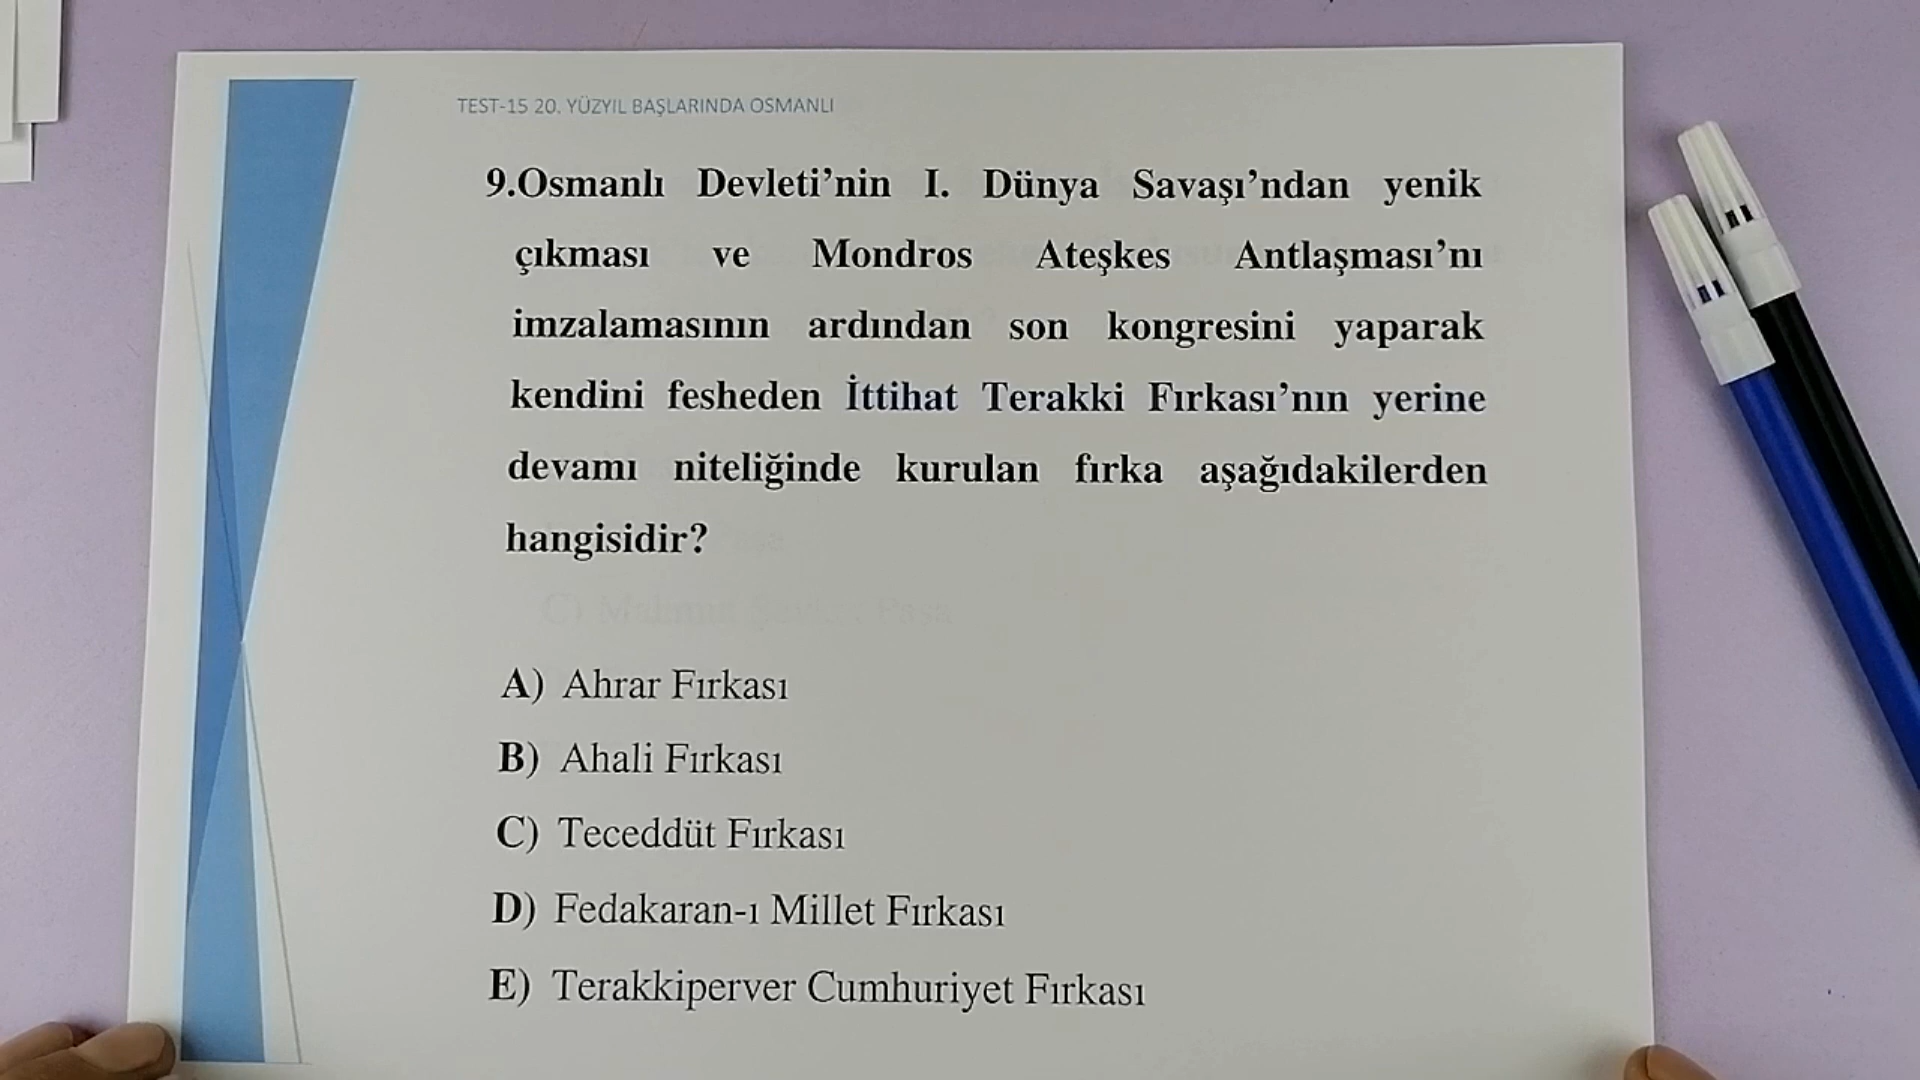 TEST-15 20. YÜZYIL BAŞLARINDA OSMANLI
9.Osmanlı Devleti’nin I. Dünya Savaşı’ndan yenik
çıkması ve Mondros Ateşkes Antlaşması’nı
imzalamasının ardından son kongresini yaparak
kendini fesheden İttihat Terakki Fırkası’nın yerine
devamı niteliğinde kurulan fırka aşağıdakilerden
hangisidir?
A) Ahrar Fırkası
B) Ahali Fırkası
C) Teceddüt Fırkası
D) Fedakaran-ı Millet Fırkası
E) Terakkiperver Cumhuriyet Fırkası